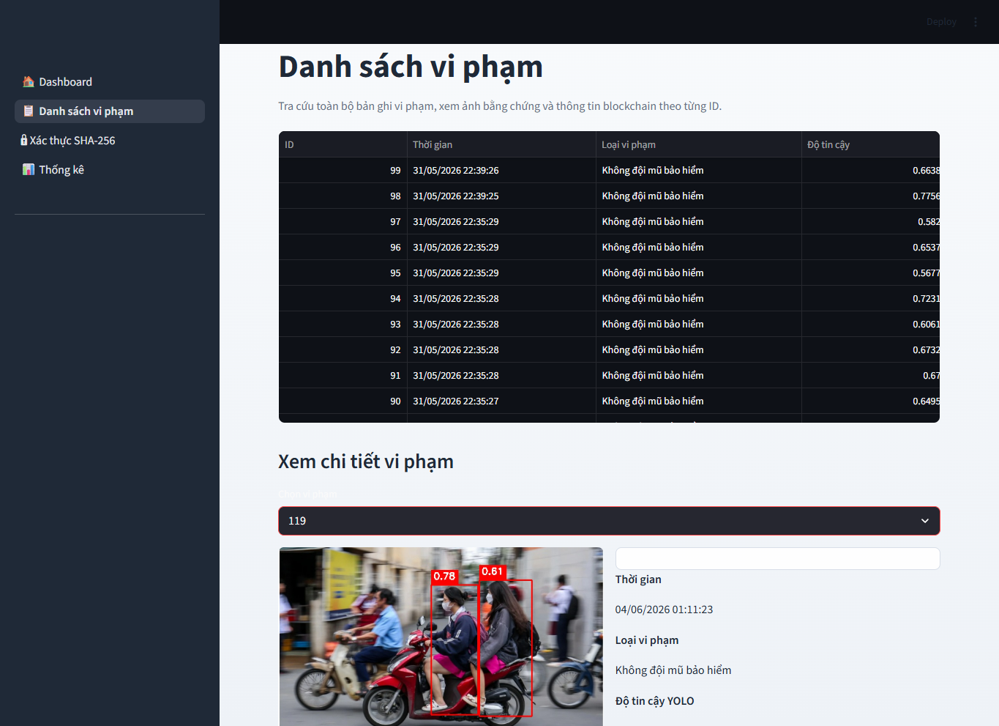 Deploy
Dashboard
Danh sách vi phạm
Xác thực SHA-256
Thống kê
Danh sách vi phạm
Tra cứu toàn bộ bản ghi vi phạm, xem ảnh bằng chứng và thông tin blockchain theo từng ID.
ID Thời gian Loại vi phạm Độ tin cậy
99 31/05/2026 22:39:26 Không đội mũ bảo hiểm 0.6638
98 31/05/2026 22:39:25 Không đội mũ bảo hiểm 0.7756
97 31/05/2026 22:35:29 Không đội mũ bảo hiểm 0.582
96 31/05/2026 22:35:29 Không đội mũ bảo hiểm 0.6537
95 31/05/2026 22:35:29 Không đội mũ bảo hiểm 0.5677
94 31/05/2026 22:35:28 Không đội mũ bảo hiểm 0.7231
93 31/05/2026 22:35:28 Không đội mũ bảo hiểm 0.6061
92 31/05/2026 22:35:28 Không đội mũ bảo hiểm 0.6732
91 31/05/2026 22:35:28 Không đội mũ bảo hiểm 0.67
90 31/05/2026 22:35:27 Không đội mũ bảo hiểm 0.6495
Xem chi tiết vi phạm
Chọn vi phạm
119
0.78
0.61
Thời gian
04/06/2026 01:11:23
Loại vi phạm
Không đội mũ bảo hiểm
Độ tin cậy YOLO